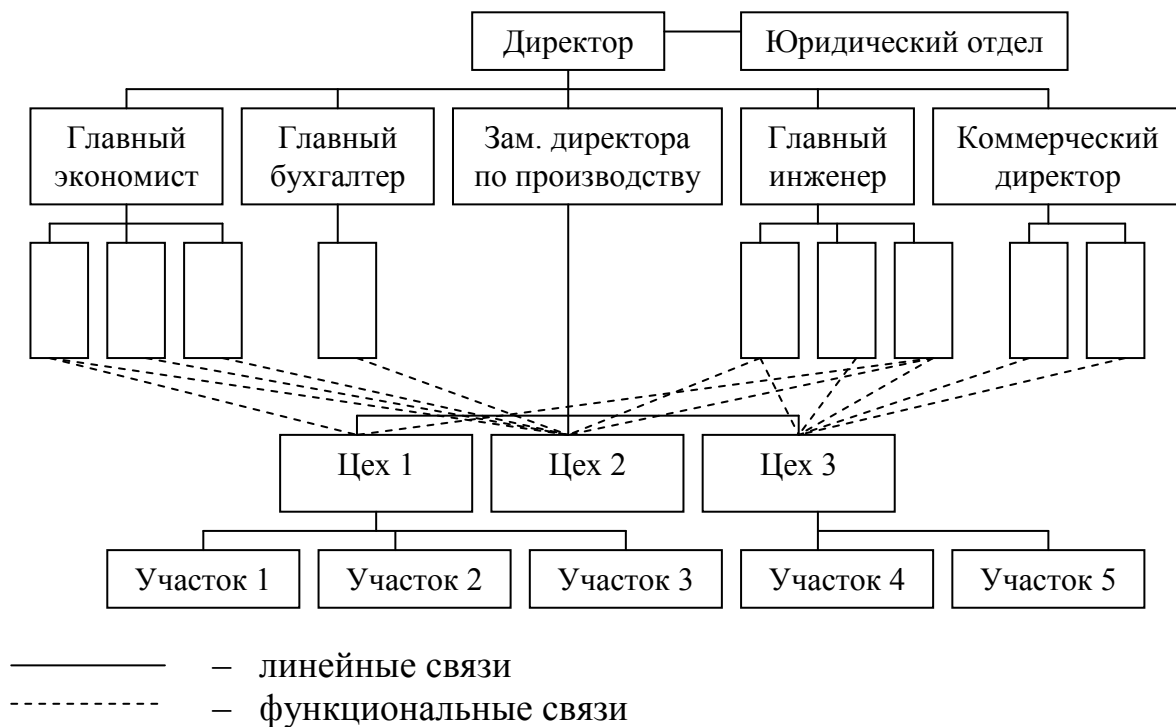 Директор
Юридический отдел
Главный
экономист
Главный
бухгалтер
Зам. директора
по производству
Главный
инженер
Коммерческий
директор
Цех 1
Цех 2
Цех 3
Участок 1
Участок 2
Участок 3
Участок 4
Участок 5
– линейные связи
– функциональные связи